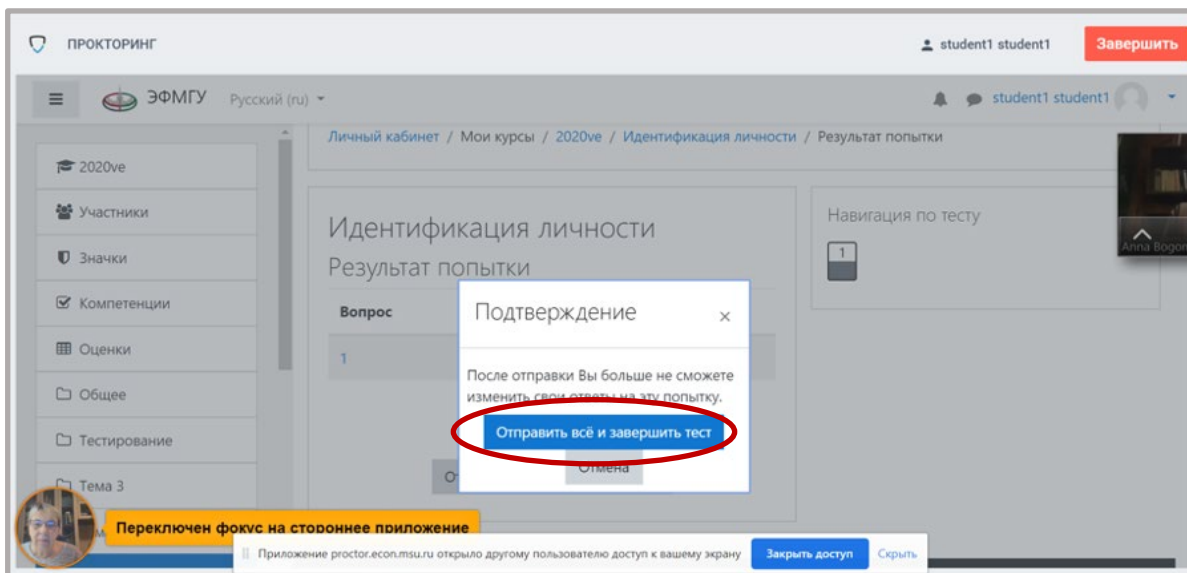 ПРОКТОРИНГ
student1 student1
Завершить
ЭФМГУ
Русский (ru)
student1 student1
Личный кабинет / Мои курсы / 2020ve / Идентификация личности / Результат попытки
2020ve
Участники
Значки
Компетенции
Оценки
Общее
Тестирование
Тема 3
Идентификация личности
Результат попытки
Вопрос
1
Навигация по тесту
1
Anna Bogom
Подтверждение
×
После отправки Вы больше не сможете
изменить свои ответы на эту попытку.
Отправить всё и завершить тест
Отмена
Переключен фокус на стороннее приложение
Приложение proctor.econ.msu.ru открыло другому пользователю доступ к вашему экрану
Закрыть доступ
Скрыть